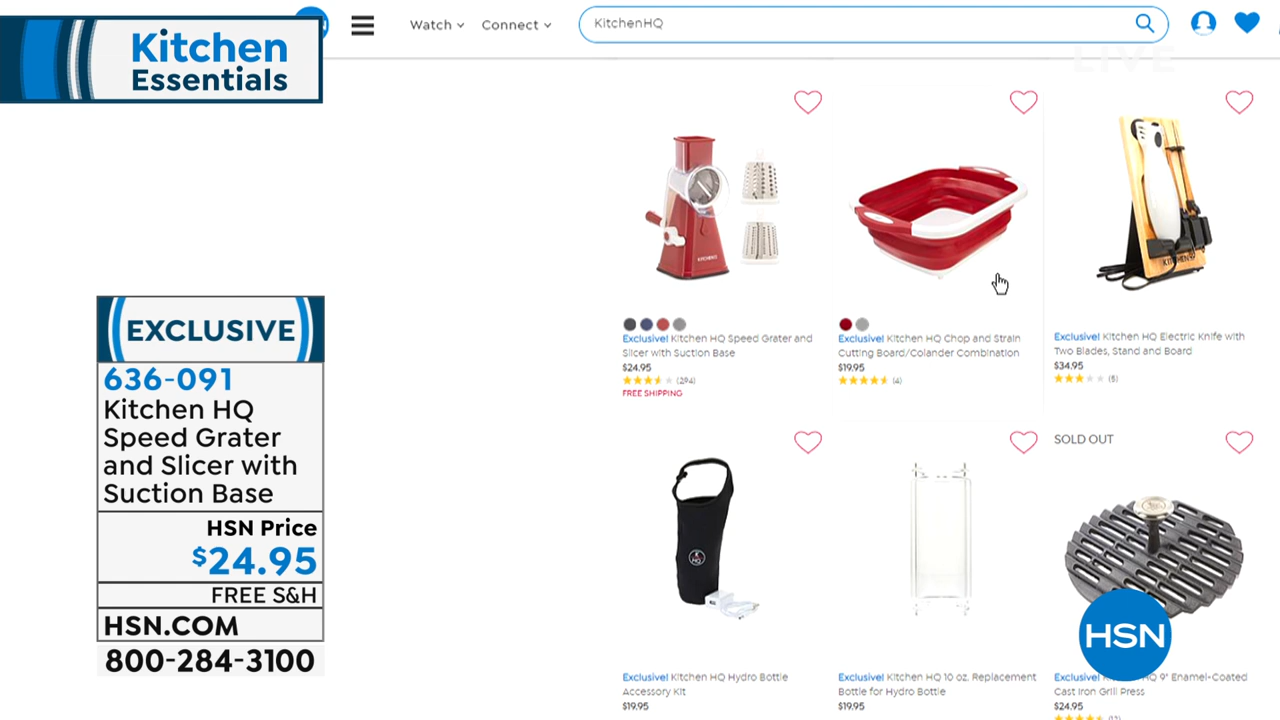 Kitchen
Essentials
Watch
Connect
KitchenHQ
LIVE
EXCLUSIVE
636-091
Kitchen HQ
Speed Grater
and Slicer with
Suction Base
HSN Price
$24.95
FREE S&H
HSN.COM
800-284-3100
Exclusive! Kitchen HQ Speed Grater and
Slicer with Suction Base
$24.95
(294)
FREE SHIPPING
Exclusive! Kitchen HQ Chop and Strain
Cutting Board/Colander Combination
$19.95
(4)
Exclusive! Kitchen HQ Electric Knife with
Two Blades, Stand and Board
$34.95
(5)
SOLD OUT
Exclusive! Kitchen HQ Hydro Bottle
Accessory Kit
$19.95
Exclusive! Kitchen HQ 10 oz. Replacement
Bottle for Hydro Bottle
$19.95
HSN
Exclusive! HQ 9" Enamel-Coated
Cast Iron Grill Press
$24.95